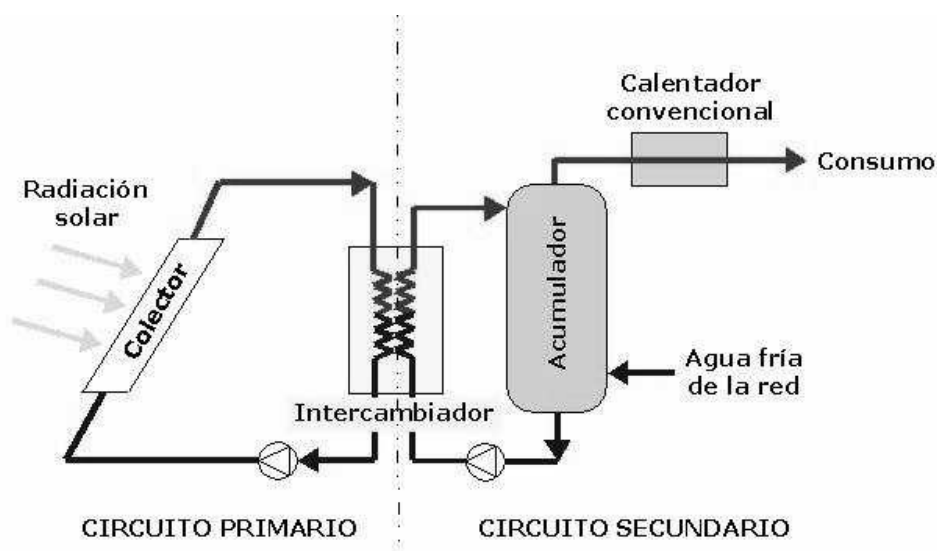 Calentador
convencional
Consumo
Radiación
solar
Colector
Acumulador
Agua fría
de la red
Intercambiador
CIRCUITO PRIMARIO
CIRCUITO SECUNDARIO